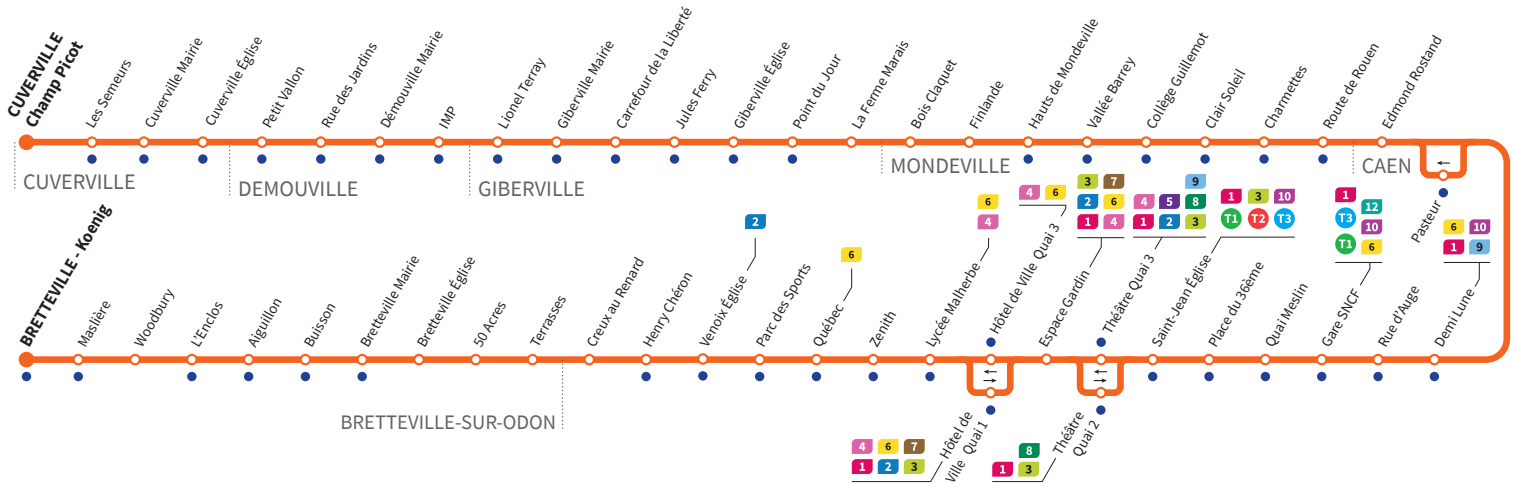 CUVERVILLE
Champ Picot
Les Semeurs
Cuverville Mairie
Cuverville Église
Petit Vallon
Rue des Jardins
Démouville Mairie
IMP
Lionel Terray
Giberville Mairie
Carrefour de la Liberté
Jules Ferry
Giberville Église
Point du Jour
La Ferme Marais
Bois Claquet
Finlande
Hauts de Mondeville
Vallée Barrey
Collège Guillemot
Clair Soleil
Charmettes
Route de Rouen
Edmond Rostand
CUVERVILLE
DEMOUVILLE
GIBERVILLE
MONDEVILLE
CAEN
Pasteur
BRETTEVILLE - Koenig
Maslière
Woodbury
L'Enclos
Aiguillon
Buisson
Bretteville Mairie
Bretteville Église
50 Acres
Terrasses
Creux au Renard
Henry Chéron
2
Venoix Église
Parc des Sports
6
Québec
Zenith
6
4
Lycée Malherbe
4 6
Hôtel de Ville Quai 3
3 7
2 6
1 4
Espace Gardin
9
4 5 8
1 2 3
Théâtre Quai 3
1 3 10
T1 T2 T3
Saint-Jean Église
Place du 36ème
Quai Meslin
1
T3 12
10
T1 6
Gare SNCF
Rue d'Auge
6 10
1 9
Demi Lune
BRETTEVILLE-SUR-ODON
4 6 7
1 2 3
Hôtel de
Ville Quai 1
8
1 3
Théâtre
Quai 2